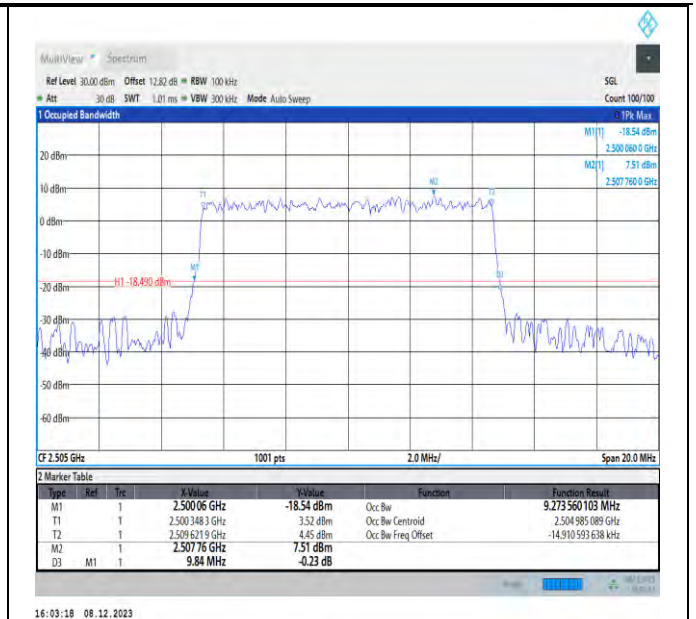 MultiView Spectrum
Ref Level 30.00 dBm Offset 12.82 dB RBW 100 kHz SGL
Att 30 dB SWT 1.01 ms VBW 300 kHz Mode Auto Sweep Count 100/100
1 Occupied Bandwidth 1Pk Max
M1[1] -18.54 dBm
2.500 060 0 GHz
M2[1] 7.51 dBm
2.507 760 0 GHz
20 dBm
M2
10 dBm
T1 T2
0 dBm
-10 dBm
M1
D3
H1 -18.490 dBm
-20 dBm
-30 dBm
-40 dBm
-50 dBm
-60 dBm
CF 2.505 GHz 1001 pts 2.0 MHz/ Span 20.0 MHz
2 Marker Table
Type Ref Trc X-Value Y-Value Function Function Result
M1 1 2.500 06 GHz -18.54 dBm Occ Bw 9.273 560 103 MHz
T1 1 2.500 348 3 GHz 3.52 dBm Occ Bw Centroid 2.504 985 089 GHz
T2 1 2.509 621 9 GHz 4.45 dBm Occ Bw Freq Offset -14.910 593 638 kHz
M2 1 2.507 76 GHz 7.51 dBm
D3 M1 1 9.84 MHz -0.23 dB
16:03:18 08.12.2023